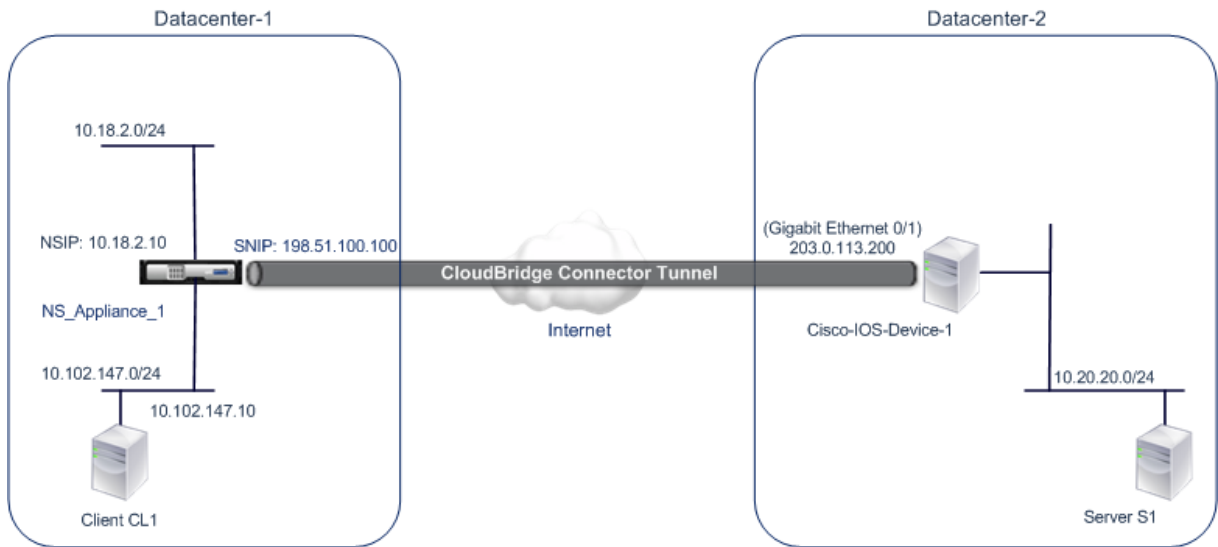 Datacenter-1
Datacenter-2
10.18.2.0/24
NSIP: 10.18.2.10
SNIP: 198.51.100.100
(Gigabit Ethernet 0/1)
203.0.113.200
CloudBridge Connector Tunnel
NS_Appliance_1
Internet
Cisco-IOS-Device-1
10.102.147.0/24
10.20.20.0/24
10.102.147.10
Client CL1
Server S1